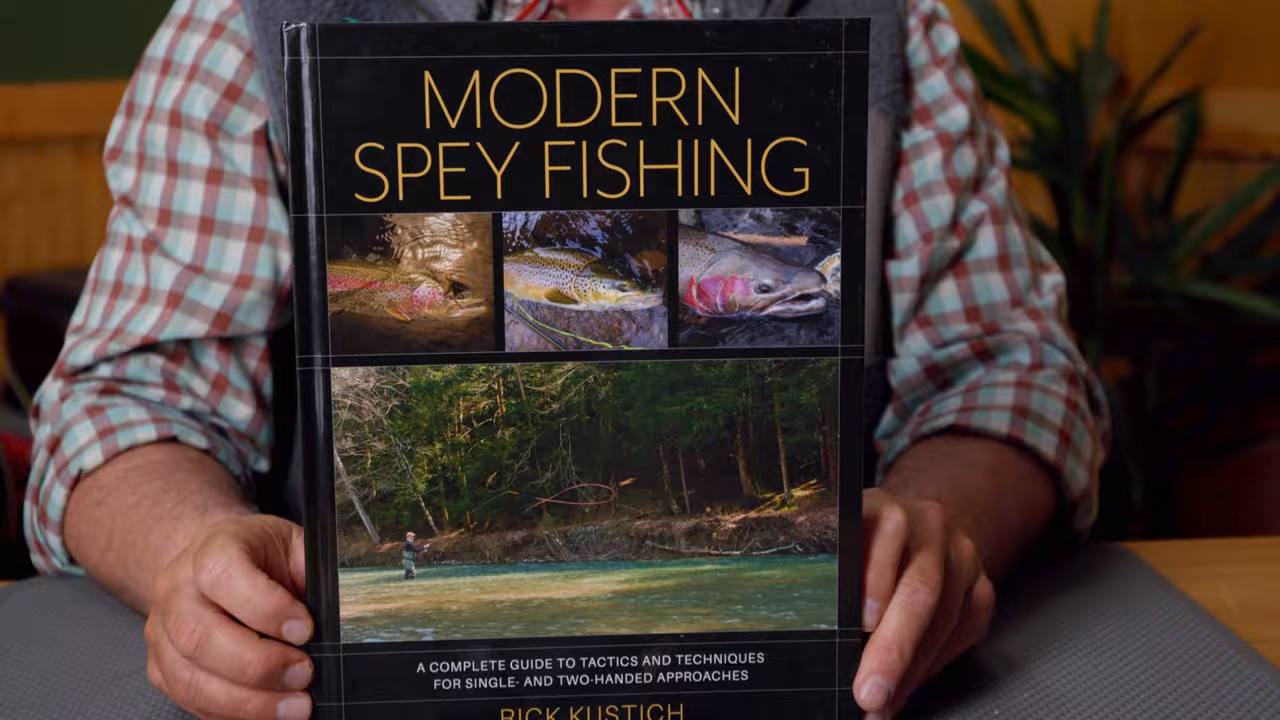 MODERN
SPEY FISHING
A COMPLETE GUIDE TO TACTICS AND TECHNIQUES
FOR SINGLE- AND TWO-HANDED APPROACHES
RICK KUSTICH